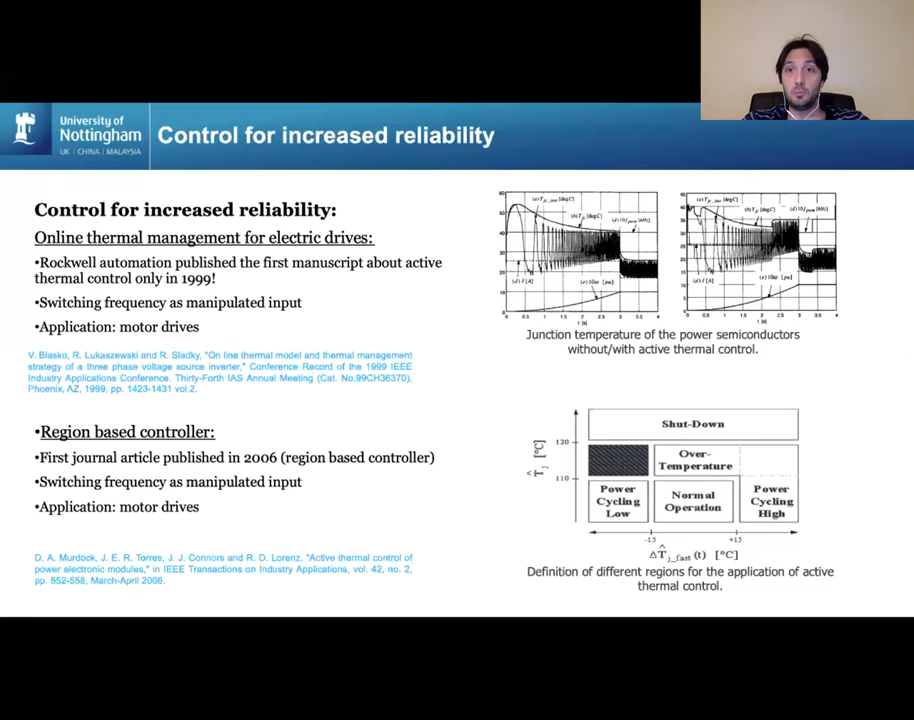 University of
Nottingham
UK | CHINA | MALAYSIA
Control for increased reliability
Control for increased reliability:
Online thermal management for electric drives:
•Rockwell automation published the first manuscript about active
thermal control only in 1999!
•Switching frequency as manipulated input
•Application: motor drives
V. Blasko, R. Lukaszewski and R. Sladky, "On line thermal model and thermal management
strategy of a three phase voltage source inverter," Conference Record of the 1999 IEEE
Industry Applications Conference. Thirty-Forth IAS Annual Meeting (Cat. No.99CH36370),
Phoenix, AZ, 1999, pp. 1423-1431 vol.2.
•Region based controller:
•First journal article published in 2006 (region based controller)
•Switching frequency as manipulated input
•Application: motor drives
D. A. Murdock, J. E. R. Torres, J. J. Connors and R. D. Lorenz, "Active thermal control of
power electronic modules," in IEEE Transactions on Industry Applications, vol. 42, no. 2,
pp. 552-558, March-April 2006.
Junction temperature of the power semiconductors
without/with active thermal control.
Shut-Down
120
Over-
Temperature
110
Power
Cycling
Low
Normal
Operation
Power
Cycling
High
-15
+15
ΔT̂j_fast(t) [°C]
T̂j [°C]
Definition of different regions for the application of active
thermal control.